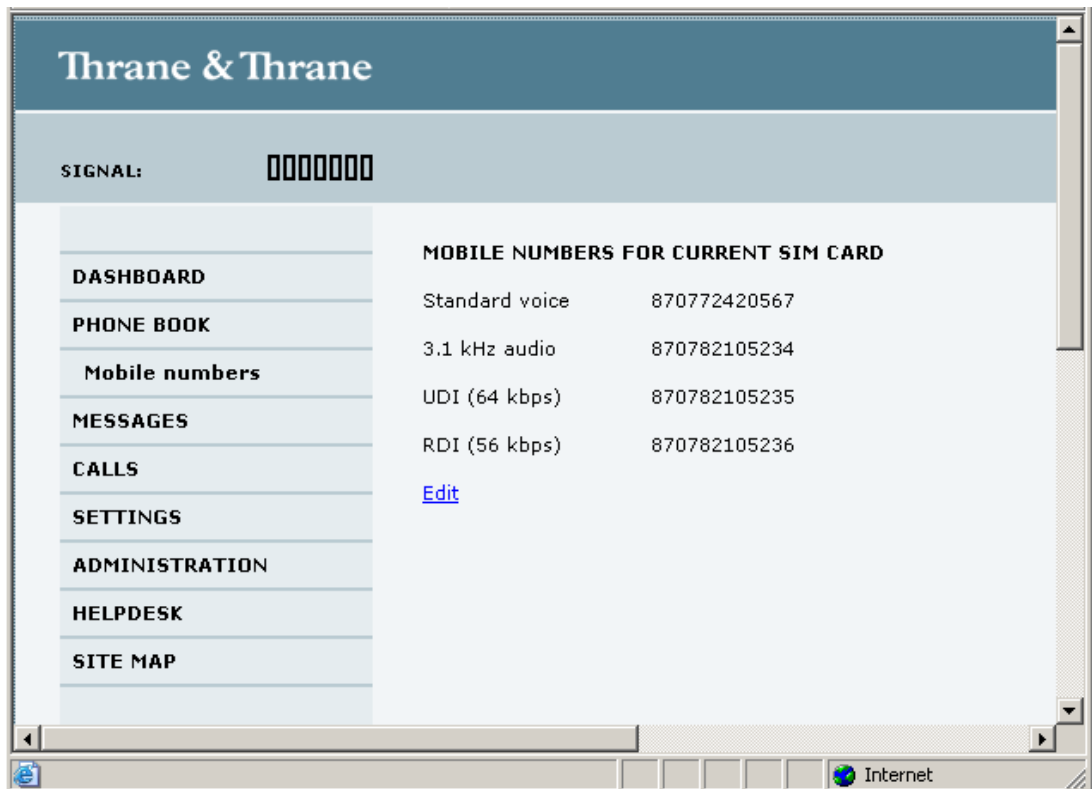 Thrane & Thrane
SIGNAL:
DASHBOARD
PHONE BOOK
Mobile numbers
MESSAGES
CALLS
SETTINGS
ADMINISTRATION
HELPDESK
SITE MAP
MOBILE NUMBERS FOR CURRENT SIM CARD
Standard voice 870772420567
3.1 kHz audio 870782105234
UDI (64 kbps) 870782105235
RDI (56 kbps) 870782105236
Edit
Internet